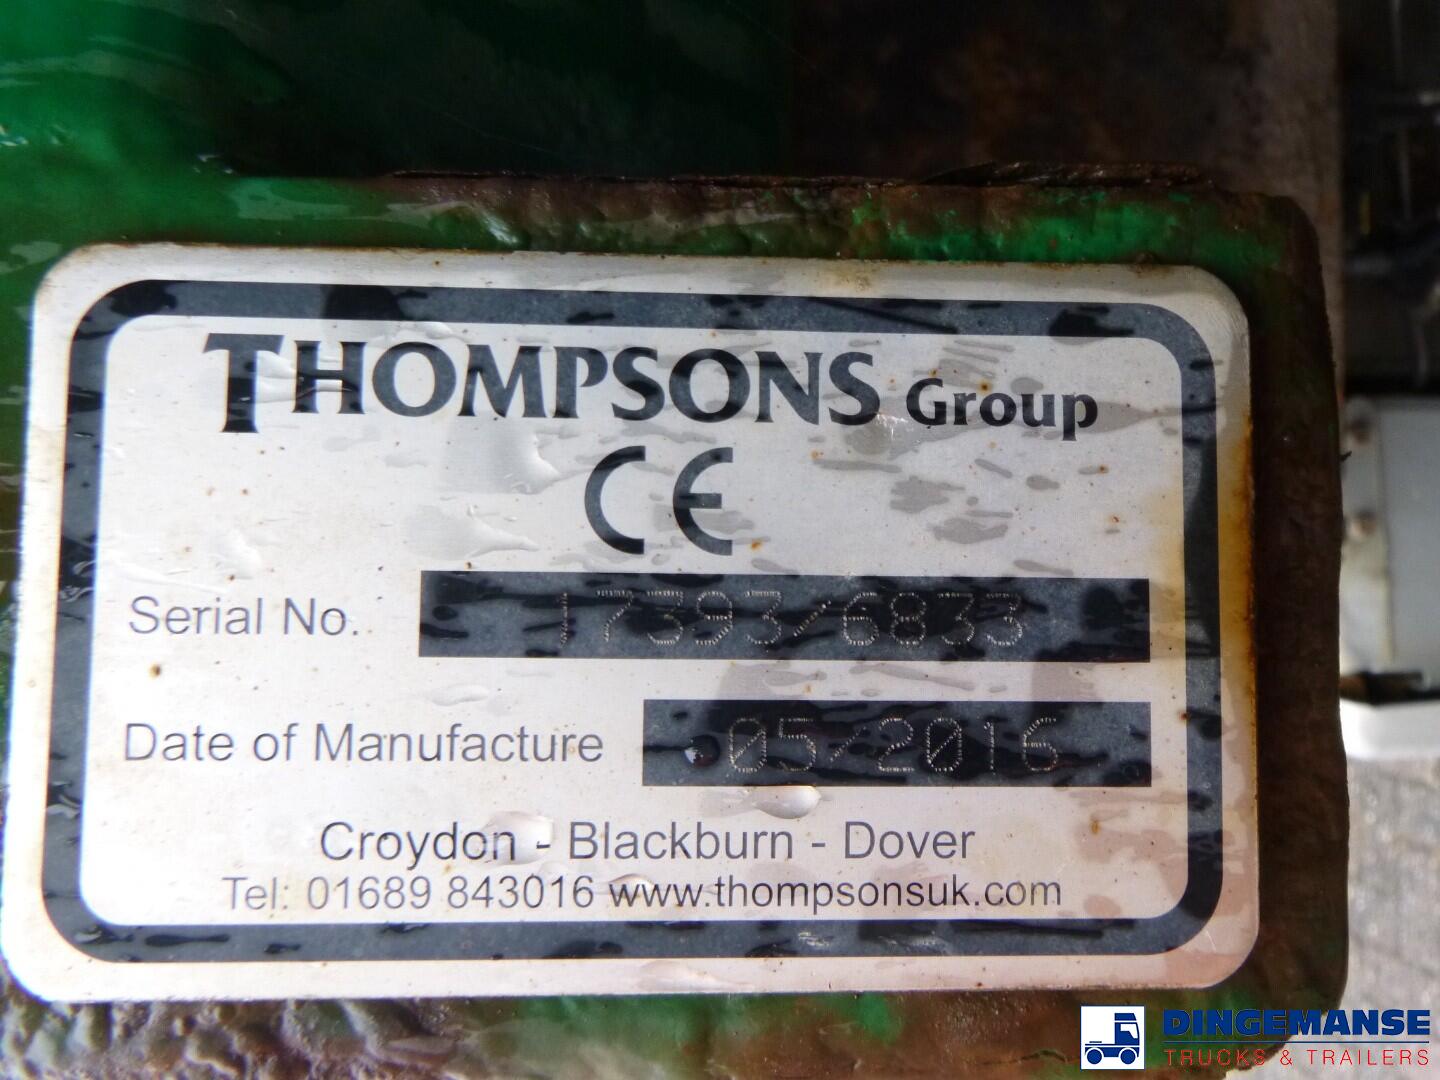 THOMPSONS Group
CE
Serial No. 17393/6833
Date of Manufacture 05/2016
Croydon - Blackburn - Dover
Tel: 01689 843016 www.thompsonsuk.com
DINGEMANSE
TRUCKS & TRAILERS